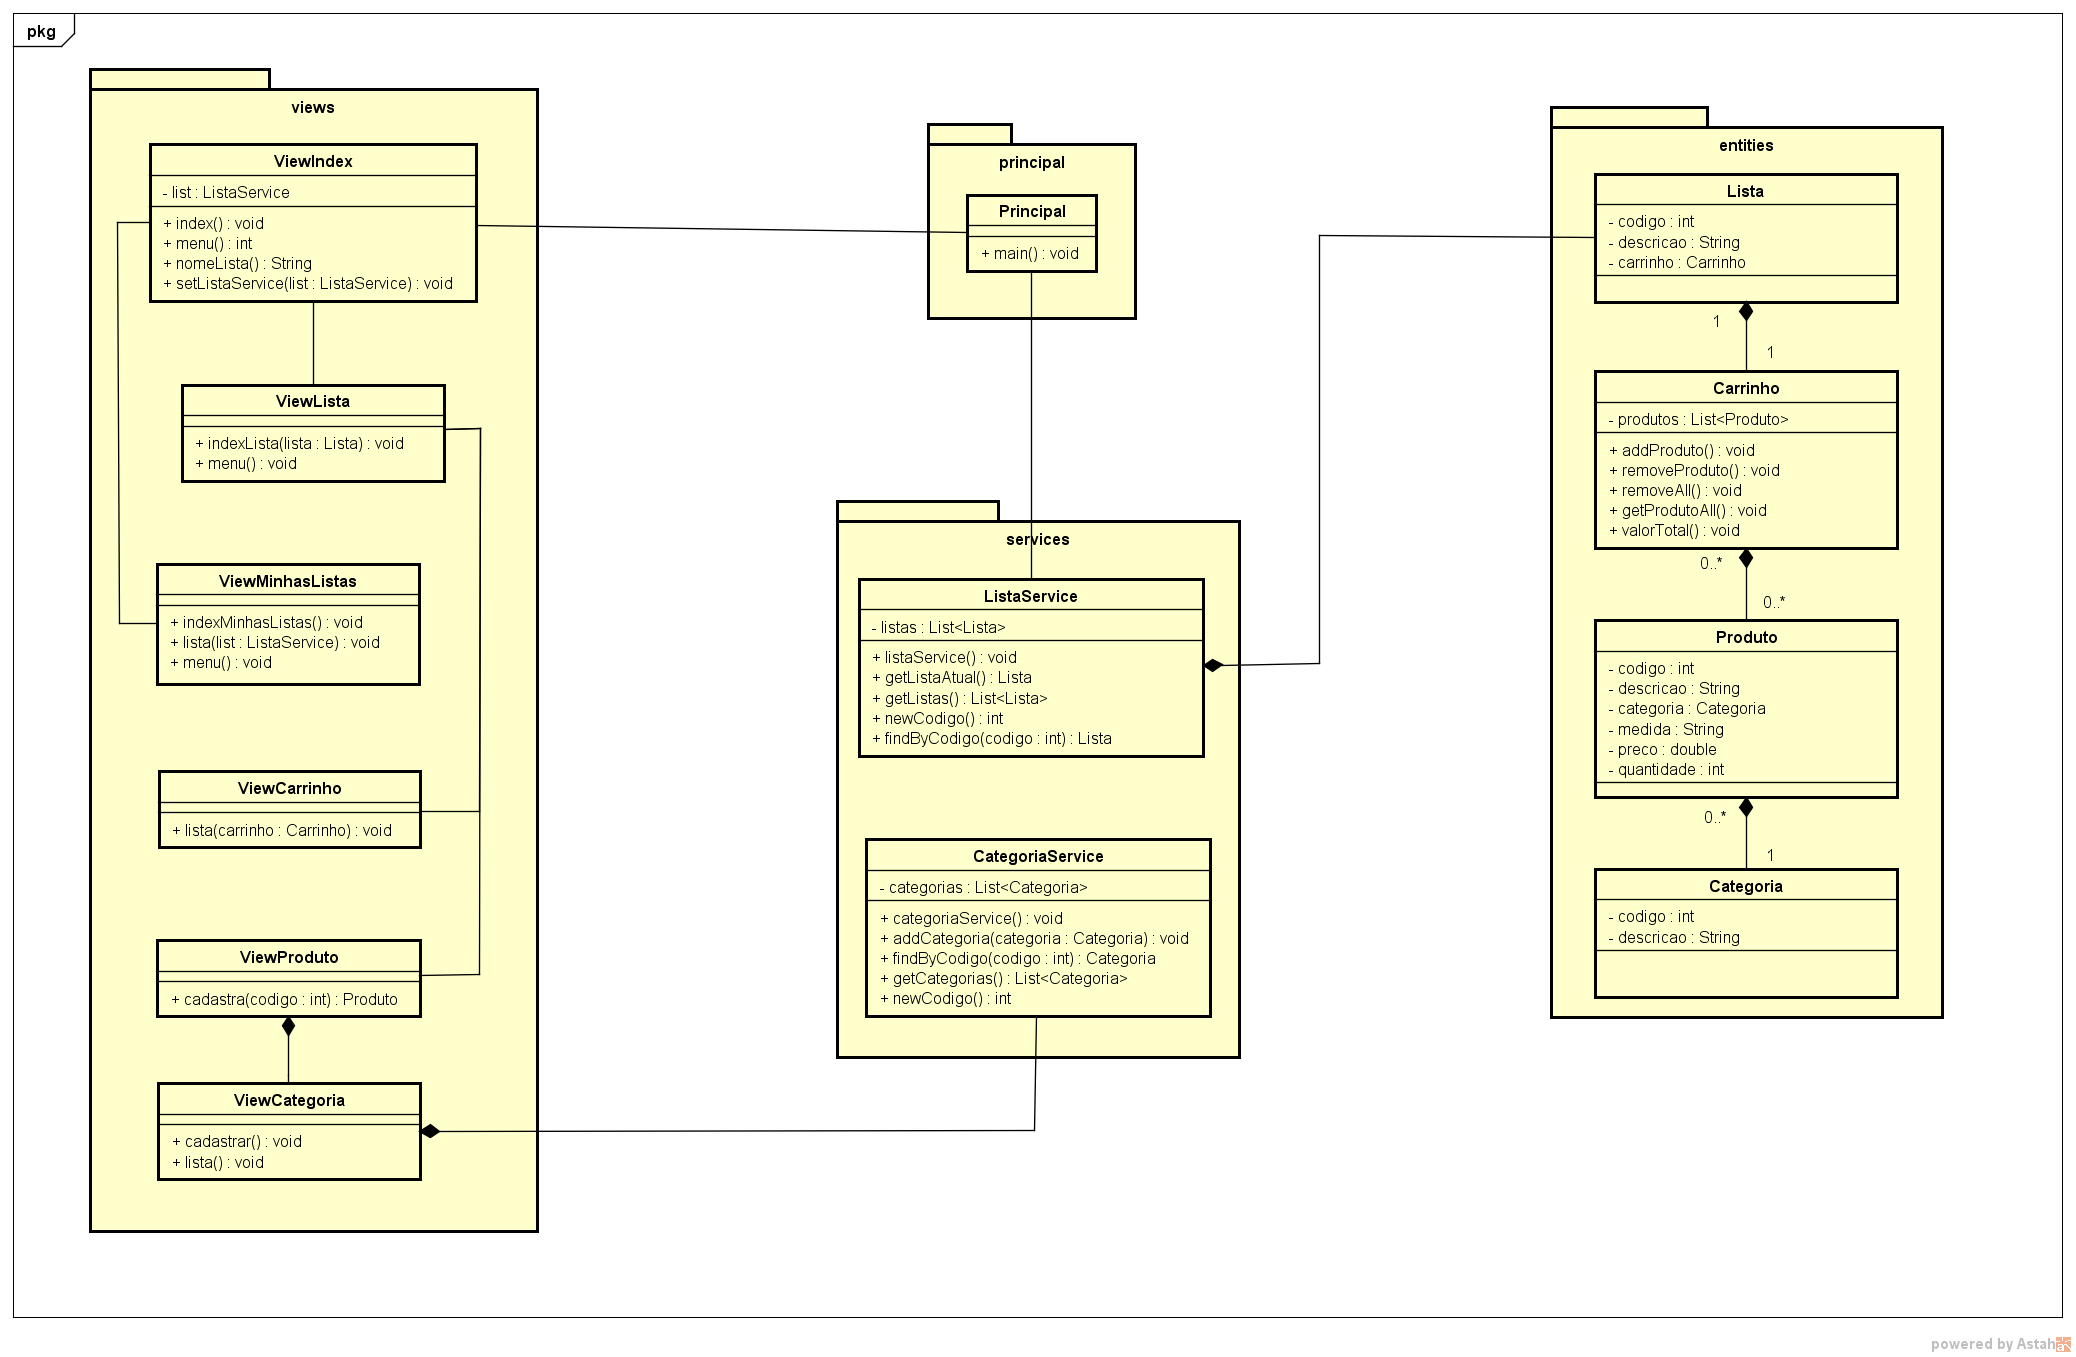 pkg
views
ViewIndex
- list : ListaService
+ index() : void
+ menu() : int
+ nomeLista() : String
+ setListaService(list : ListaService) : void
ViewLista
+ indexLista(lista : Lista) : void
+ menu() : void
ViewMinhasListas
+ indexMinhasListas() : void
+ lista(list : ListaService) : void
+ menu() : void
ViewCarrinho
+ lista(carrinho : Carrinho) : void
ViewProduto
+ cadastra(codigo : int) : Produto
ViewCategoria
+ cadastrar() : void
+ lista() : void
principal
Principal
+ main() : void
services
ListaService
- listas : List<Lista>
+ listaService() : void
+ getListaAtual() : Lista
+ getListas() : List<Lista>
+ newCodigo() : int
+ findByCodigo(codigo : int) : Lista
CategoriaService
- categorias : List<Categoria>
+ categoriaService() : void
+ addCategoria(categoria : Categoria) : void
+ findByCodigo(codigo : int) : Categoria
+ getCategorias() : List<Categoria>
+ newCodigo() : int
entities
Lista
- codigo : int
- descricao : String
- carrinho : Carrinho
1
1
Carrinho
- produtos : List<Produto>
+ addProduto() : void
+ removeProduto() : void
+ removeAll() : void
+ getProdutoAll() : void
+ valorTotal() : void
0..*
0..*
Produto
- codigo : int
- descricao : String
- categoria : Categoria
- medida : String
- preco : double
- quantidade : int
0..*
1
Categoria
- codigo : int
- descricao : String
powered by Astah